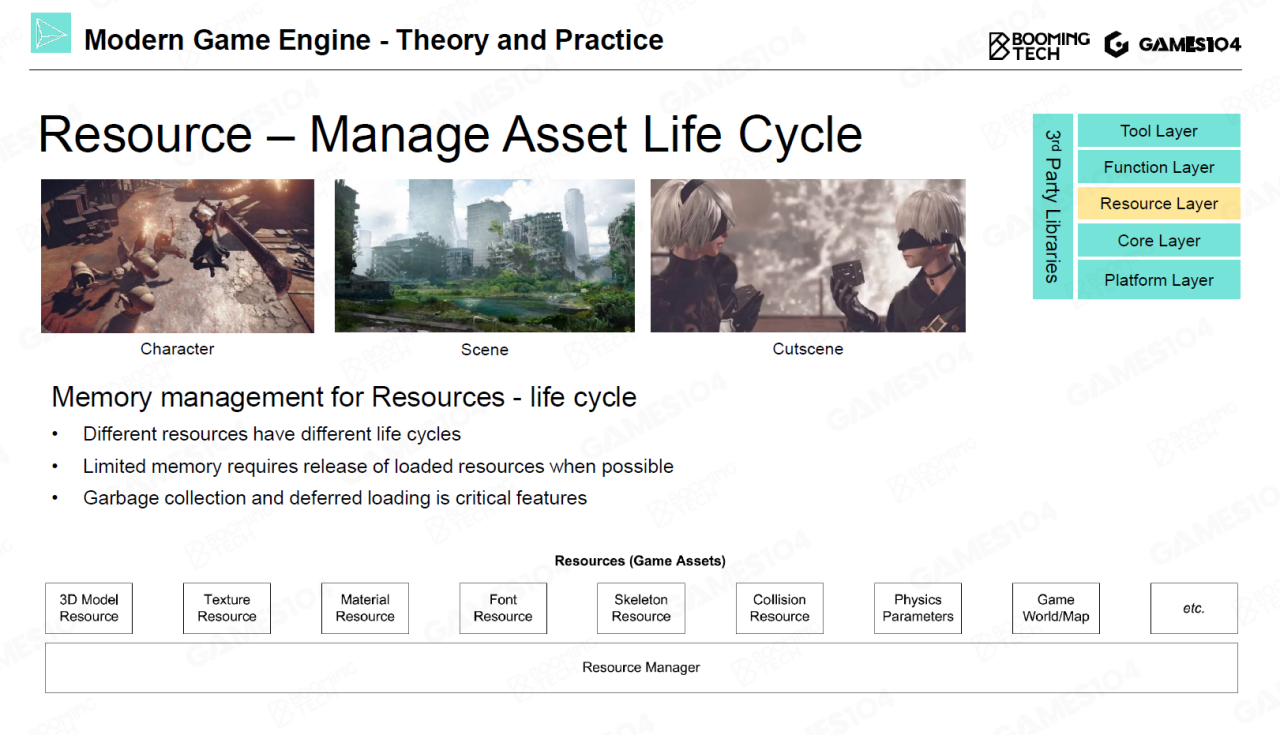 Modern Game Engine - Theory and Practice
BOOMING
TECH
GAMES104
Resource – Manage Asset Life Cycle
3rd Party Libraries
Tool Layer
Function Layer
Resource Layer
Core Layer
Platform Layer
Character
Scene
Cutscene
Memory management for Resources - life cycle
• Different resources have different life cycles
• Limited memory requires release of loaded resources when possible
• Garbage collection and deferred loading is critical features
Resources (Game Assets)
3D Model
Resource
Texture
Resource
Material
Resource
Font
Resource
Skeleton
Resource
Collision
Resource
Physics
Parameters
Game
World/Map
etc.
Resource Manager